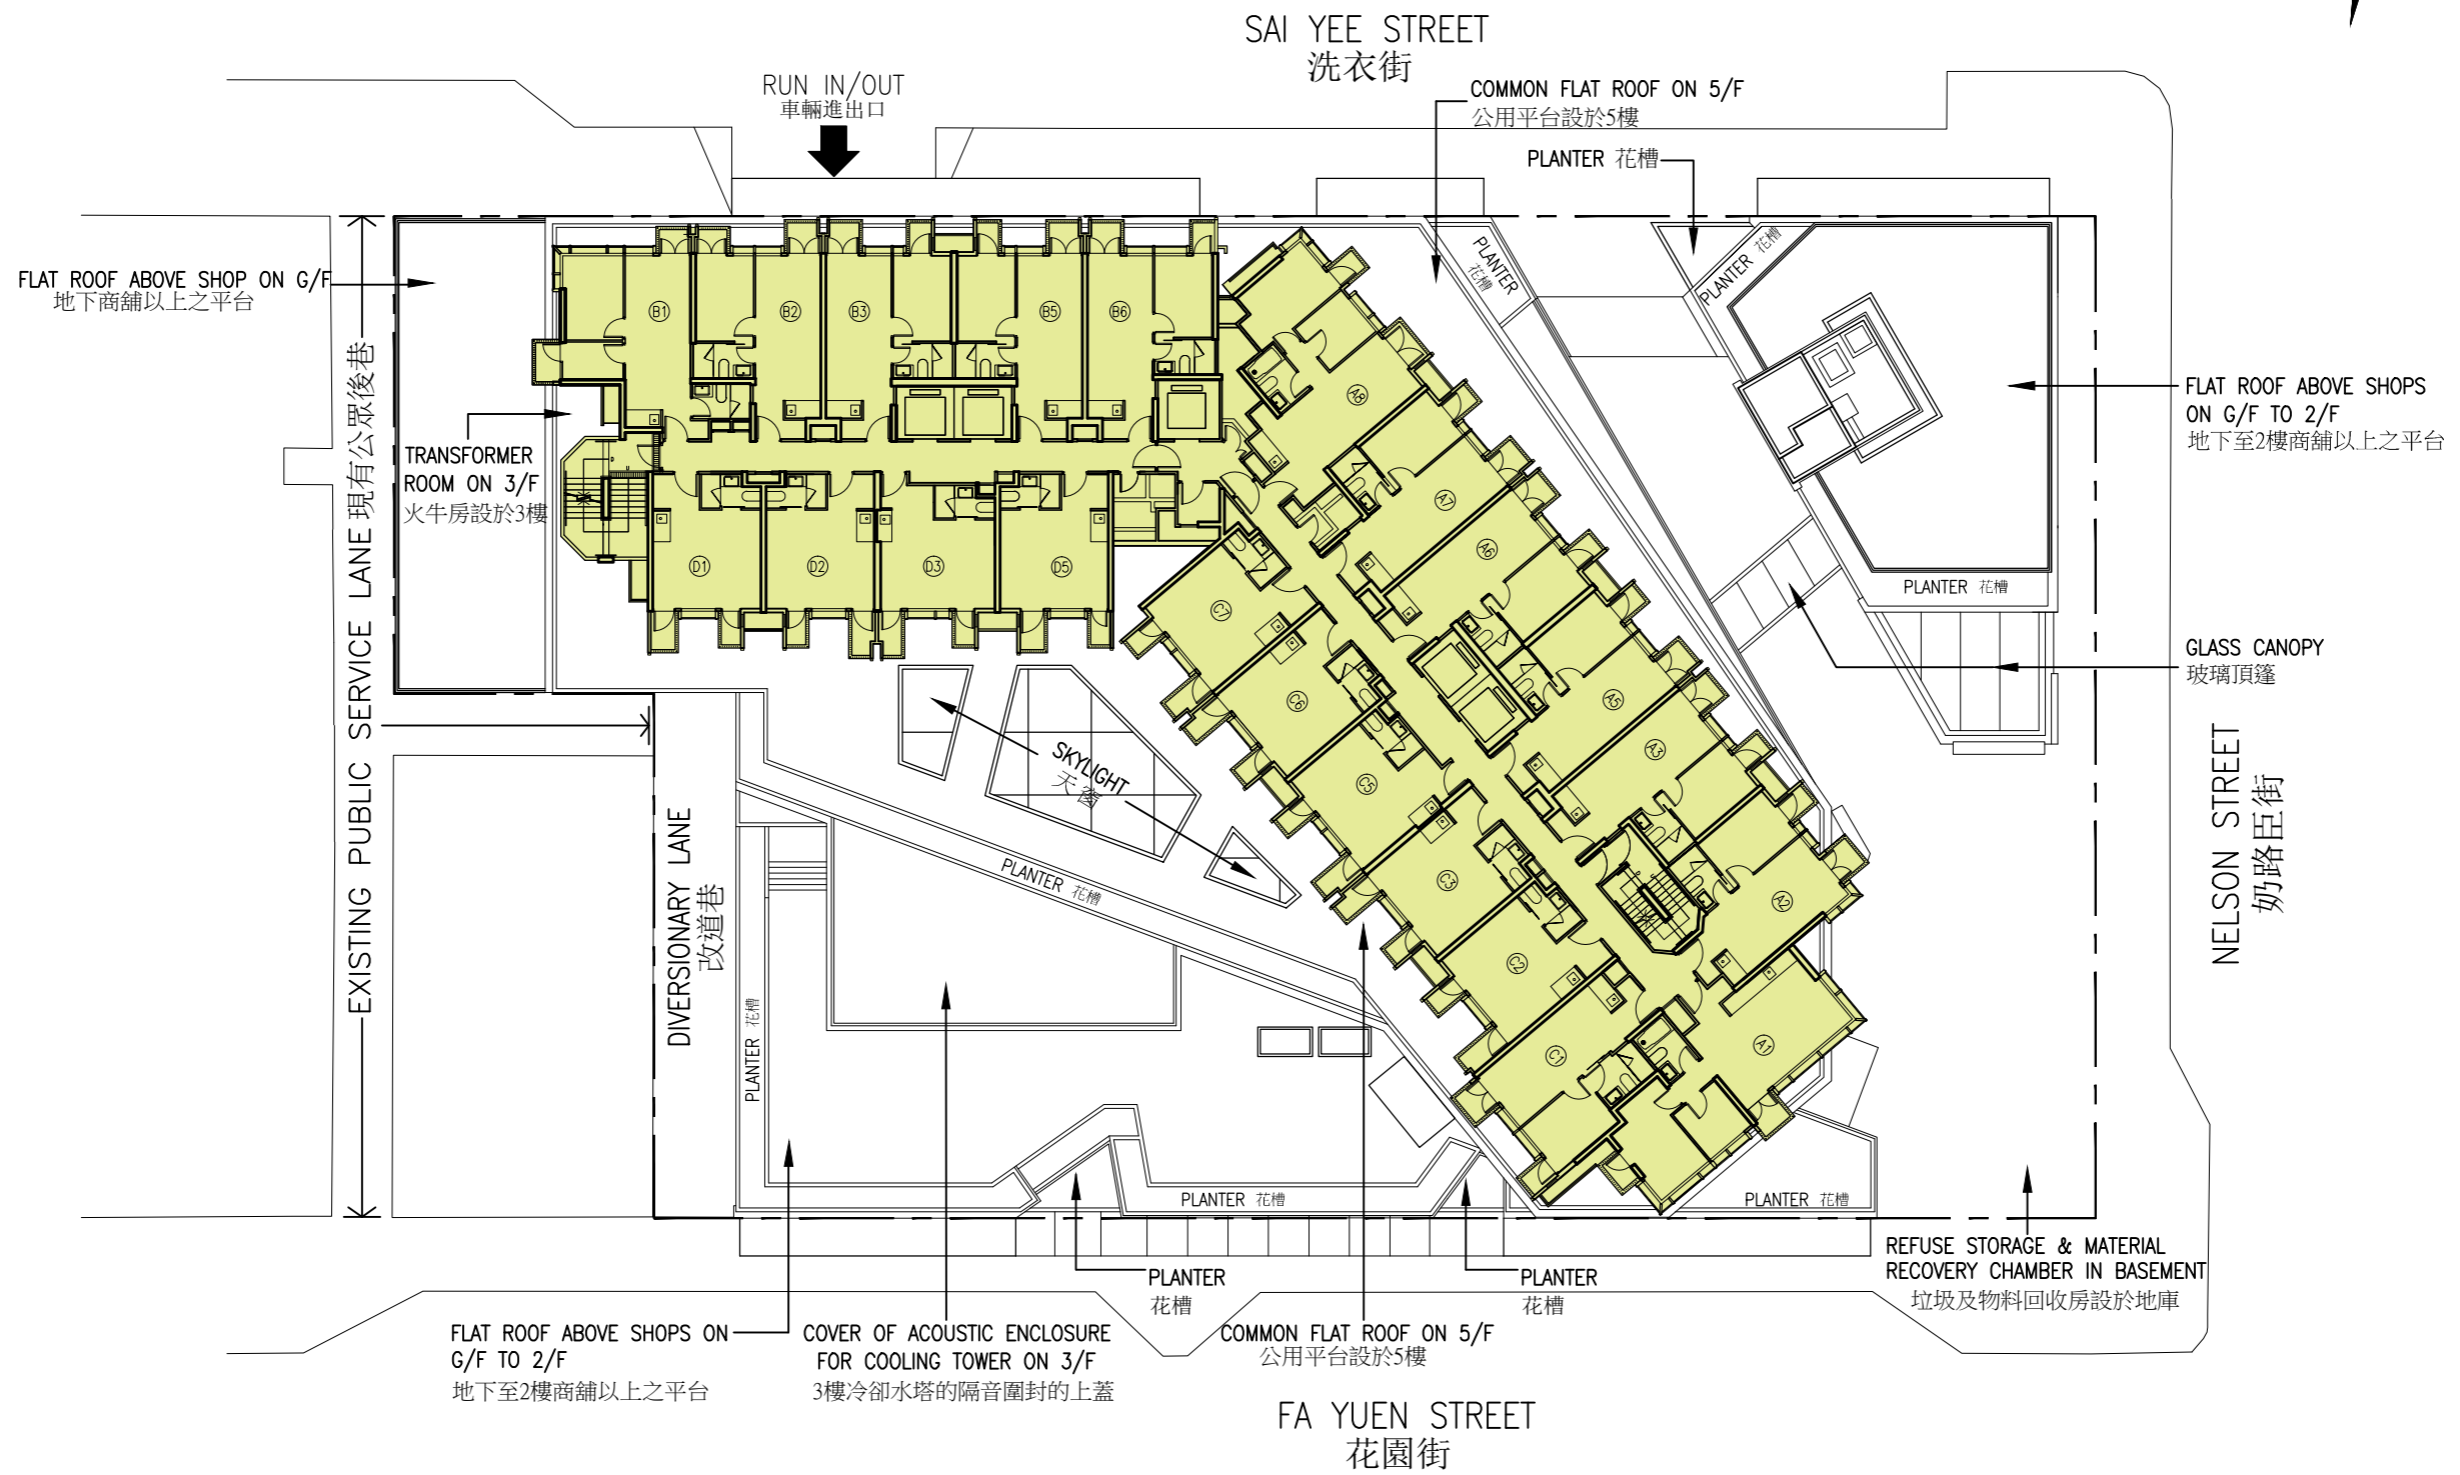 SAI YEE STREET
洗衣街
RUN IN/OUT
車輛進出口
COMMON FLAT ROOF ON 5/F
公用平台設於5樓
PLANTER 花槽
PLANTER
花槽
PLANTER 花槽
FLAT ROOF ABOVE SHOP ON G/F
地下商舖以上之平台
B1
B2
B3
B5
B6
A8
FLAT ROOF ABOVE SHOPS
ON G/F TO 2/F
地下至2樓商舖以上之平台
TRANSFORMER
ROOM ON 3/F
火牛房設於3樓
EXISTING PUBLIC SERVICE LANE 現有公眾後巷
A7
A6
D1
D2
D3
D5
C7
PLANTER 花槽
GLASS CANOPY
玻璃頂篷
C6
A5
A3
C5
SKYLIGHT
天窗
NELSON STREET
奶路臣街
DIVERSIONARY LANE
改道巷
PLANTER 花槽
C3
A2
C2
PLANTER 花槽
C1
A1
PLANTER 花槽
PLANTER 花槽
REFUSE STORAGE & MATERIAL
RECOVERY CHAMBER IN BASEMENT
垃圾及物料回收房設於地庫
PLANTER
花槽
PLANTER
花槽
FLAT ROOF ABOVE SHOPS ON
G/F TO 2/F
地下至2樓商舖以上之平台
COVER OF ACOUSTIC ENCLOSURE
FOR COOLING TOWER ON 3/F
3樓冷卻水塔的隔音圍封的上蓋
COMMON FLAT ROOF ON 5/F
公用平台設於5樓
FA YUEN STREET
花園街